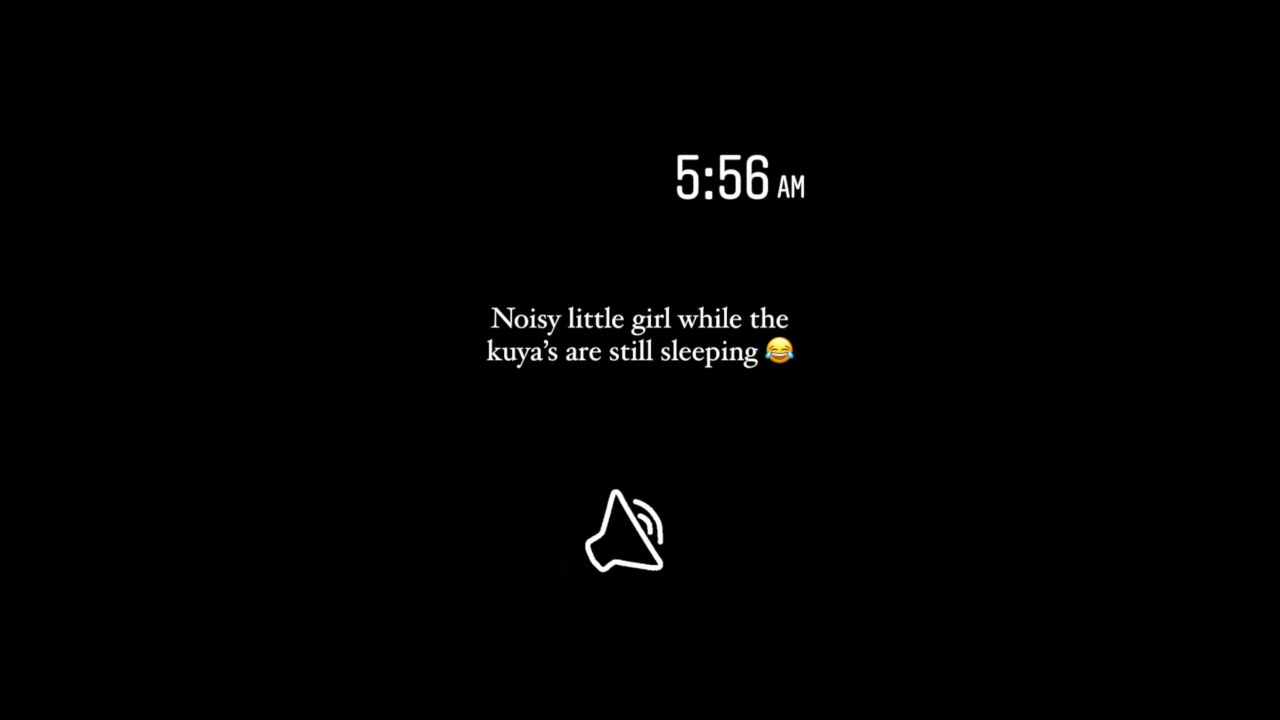 5:56 AM
Noisy little girl while the
kuya’s are still sleeping 😂